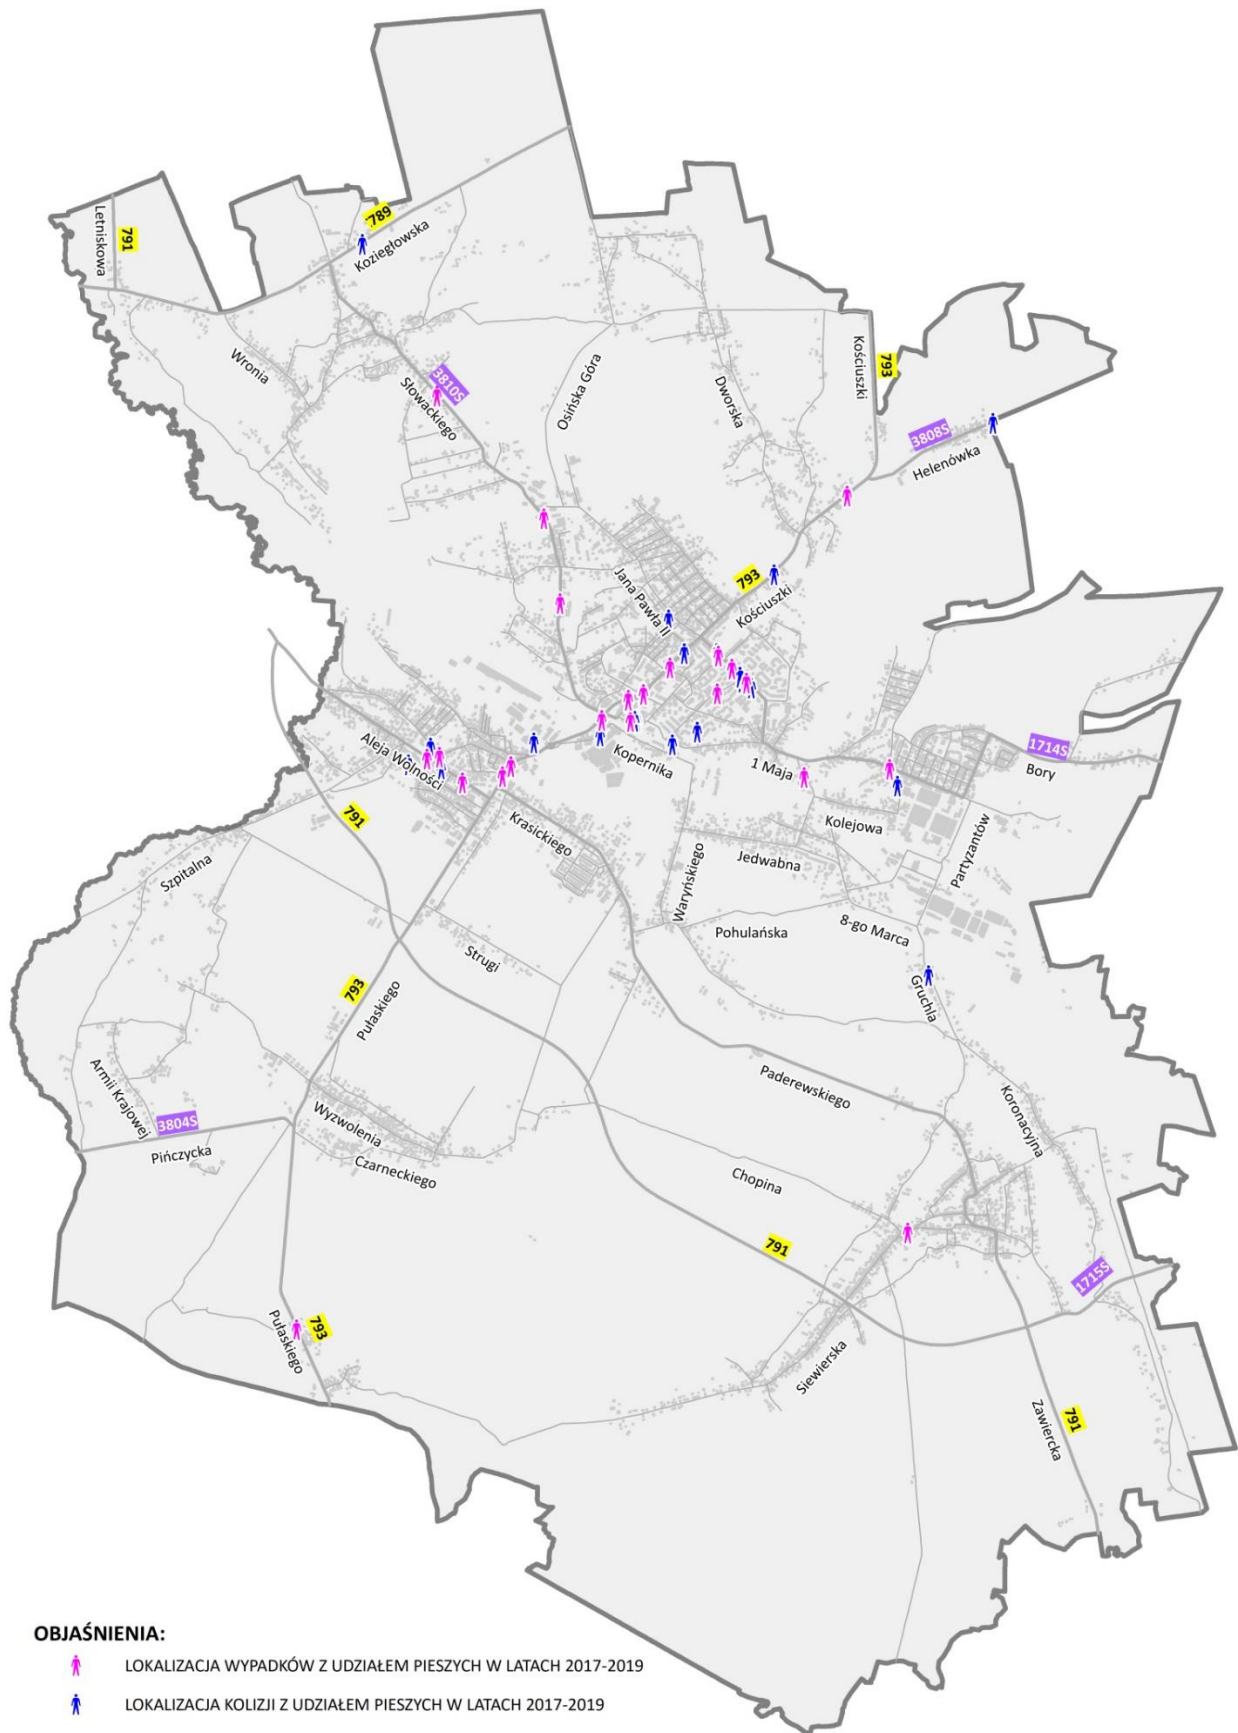 789
Koziegłowska
Letniskowa
791
Wronia
3810S
Słowackiego
Osińska Góra
Dworska
Kościuszki
793
3808S
Helenówka
Jana Pawła II
793
Kościuszki
Aleja Wolności
Kopernika
1 Maja
1714S
Bory
791
Krasickiego
Kolejowa
Jedwabna
Partyzantów
Szpitalna
Waryńskiego
Pohulańska
8-go Marca
Strugi
793
Pułaskiego
Gruchla
Armii Krajowej
3804S
Pińczycka
Wyzwolenia
Czarneckiego
Paderewskiego
Koronacyjna
Chopina
791
1715S
Pułaskiego
793
Siewierska
Zawiercka
791
OBJAŚNIENIA:
LOKALIZACJA WYPADKÓW Z UDZIAŁEM PIESZYCH W LATACH 2017-2019
LOKALIZACJA KOLIZJI Z UDZIAŁEM PIESZYCH W LATACH 2017-2019